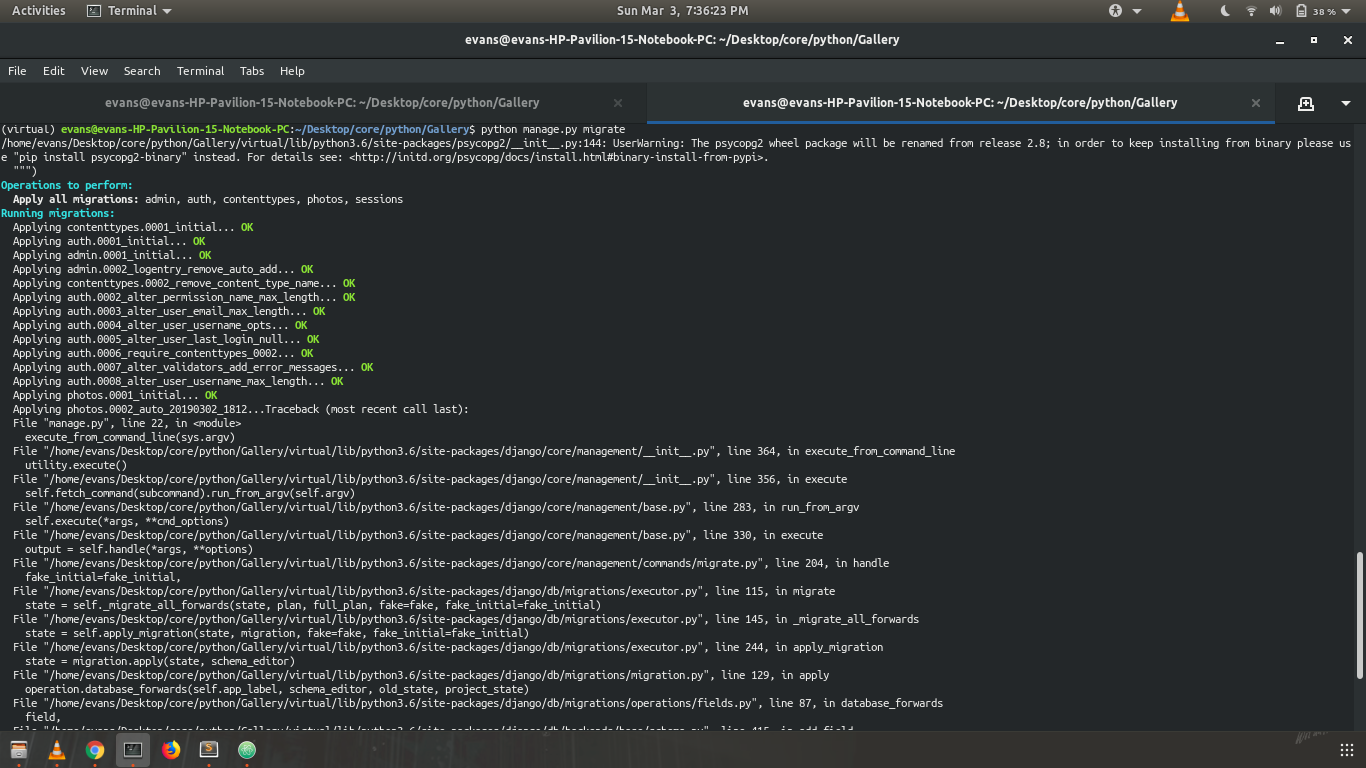 Activities Terminal Sun Mar 3, 7:36:23 PM 38 %
evans@evans-HP-Pavilion-15-Notebook-PC: ~/Desktop/core/python/Gallery
File Edit View Search Terminal Tabs Help
evans@evans-HP-Pavilion-15-Notebook-PC: ~/Desktop/core/python/Gallery evans@evans-HP-Pavilion-15-Notebook-PC: ~/Desktop/core/python/Gallery
(virtual) evans@evans-HP-Pavilion-15-Notebook-PC:~/Desktop/core/python/Gallery$ python manage.py migrate
/home/evans/Desktop/core/python/Gallery/virtual/lib/python3.6/site-packages/psycopg2/__init__.py:144: UserWarning: The psycopg2 wheel package will be renamed from release 2.8; in order to keep installing from binary please us
e "pip install psycopg2-binary" instead. For details see: <http://initd.org/psycopg/docs/install.html#binary-install-from-pypi>.
""")
Operations to perform:
Apply all migrations: admin, auth, contenttypes, photos, sessions
Running migrations:
Applying contenttypes.0001_initial... OK
Applying auth.0001_initial... OK
Applying admin.0001_initial... OK
Applying admin.0002_logentry_remove_auto_add... OK
Applying contenttypes.0002_remove_content_type_name... OK
Applying auth.0002_alter_permission_name_max_length... OK
Applying auth.0003_alter_user_email_max_length... OK
Applying auth.0004_alter_user_username_opts... OK
Applying auth.0005_alter_user_last_login_null... OK
Applying auth.0006_require_contenttypes_0002... OK
Applying auth.0007_alter_validators_add_error_messages... OK
Applying auth.0008_alter_user_username_max_length... OK
Applying photos.0001_initial... OK
Applying photos.0002_auto_20190302_1812...Traceback (most recent call last):
File "manage.py", line 22, in <module>
execute_from_command_line(sys.argv)
File "/home/evans/Desktop/core/python/Gallery/virtual/lib/python3.6/site-packages/django/core/management/__init__.py", line 364, in execute_from_command_line
utility.execute()
File "/home/evans/Desktop/core/python/Gallery/virtual/lib/python3.6/site-packages/django/core/management/__init__.py", line 356, in execute
self.fetch_command(subcommand).run_from_argv(self.argv)
File "/home/evans/Desktop/core/python/Gallery/virtual/lib/python3.6/site-packages/django/core/management/base.py", line 283, in run_from_argv
self.execute(*args, **cmd_options)
File "/home/evans/Desktop/core/python/Gallery/virtual/lib/python3.6/site-packages/django/core/management/base.py", line 330, in execute
output = self.handle(*args, **options)
File "/home/evans/Desktop/core/python/Gallery/virtual/lib/python3.6/site-packages/django/core/management/commands/migrate.py", line 204, in handle
fake_initial=fake_initial,
File "/home/evans/Desktop/core/python/Gallery/virtual/lib/python3.6/site-packages/django/db/migrations/executor.py", line 115, in migrate
state = self._migrate_all_forwards(state, plan, full_plan, fake=fake, fake_initial=fake_initial)
File "/home/evans/Desktop/core/python/Gallery/virtual/lib/python3.6/site-packages/django/db/migrations/executor.py", line 145, in _migrate_all_forwards
state = self.apply_migration(state, migration, fake=fake, fake_initial=fake_initial)
File "/home/evans/Desktop/core/python/Gallery/virtual/lib/python3.6/site-packages/django/db/migrations/executor.py", line 244, in apply_migration
state = migration.apply(state, schema_editor)
File "/home/evans/Desktop/core/python/Gallery/virtual/lib/python3.6/site-packages/django/db/migrations/migration.py", line 129, in apply
operation.database_forwards(self.app_label, schema_editor, old_state, project_state)
File "/home/evans/Desktop/core/python/Gallery/virtual/lib/python3.6/site-packages/django/db/migrations/operations/fields.py", line 87, in database_forwards
field,